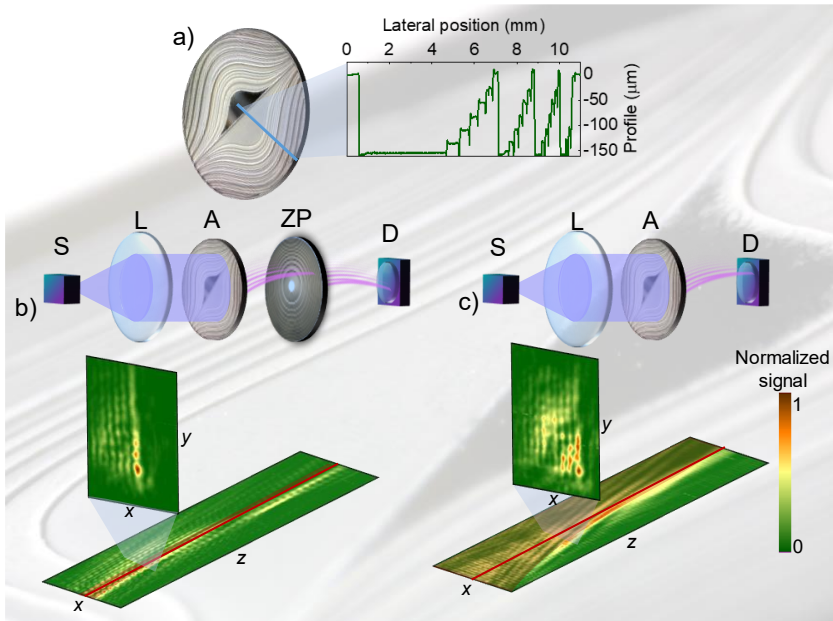 a)
Lateral position (mm)
0 2 4 6 8 10
0
-50
-100
-150
Profile (μm)
b)
S L A ZP D
c)
S L A D
y
x
z
x
y
x
z
x
Normalized
signal
1
0